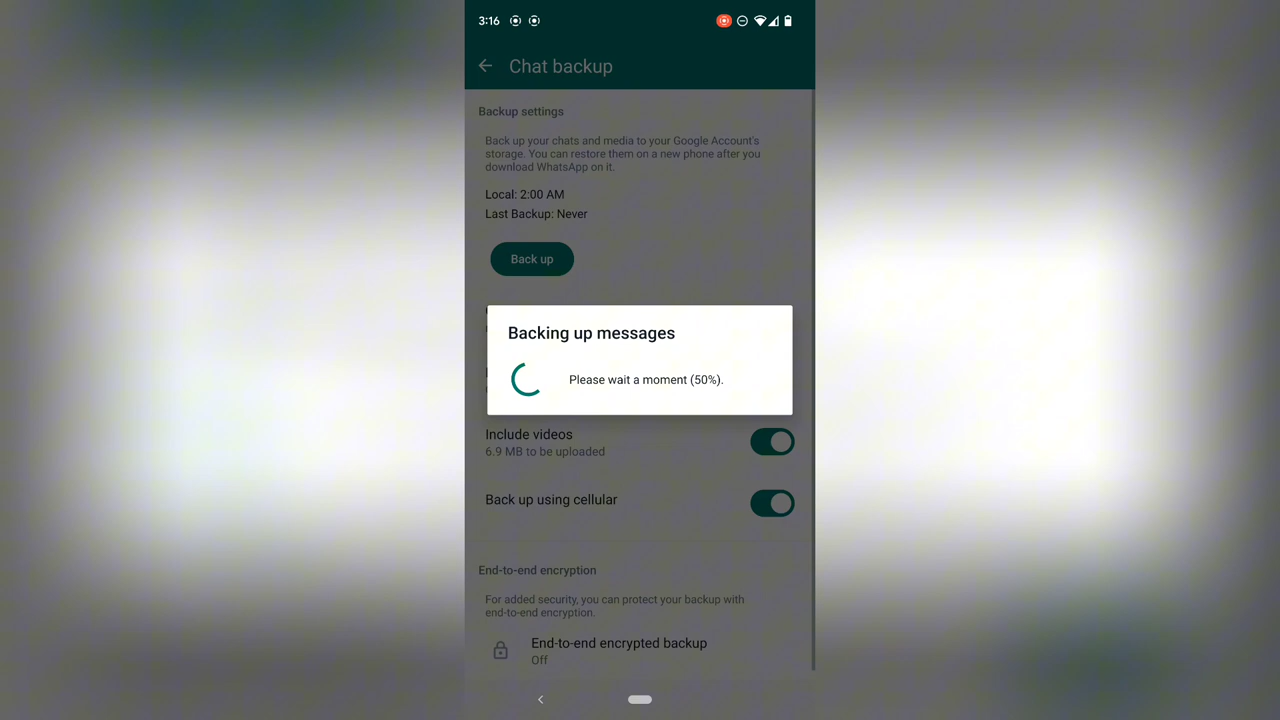 3:16
Chat backup
Backup settings
Back up your chats and media to your Google Account's
storage. You can restore them on a new phone after you
download WhatsApp on it.
Local: 2:00 AM
Last Backup: Never
Back up
Backing up messages
Please wait a moment (50%).
Include videos
6.9 MB to be uploaded
Back up using cellular
End-to-end encryption
For added security, you can protect your backup with
end-to-end encryption.
End-to-end encrypted backup
Off